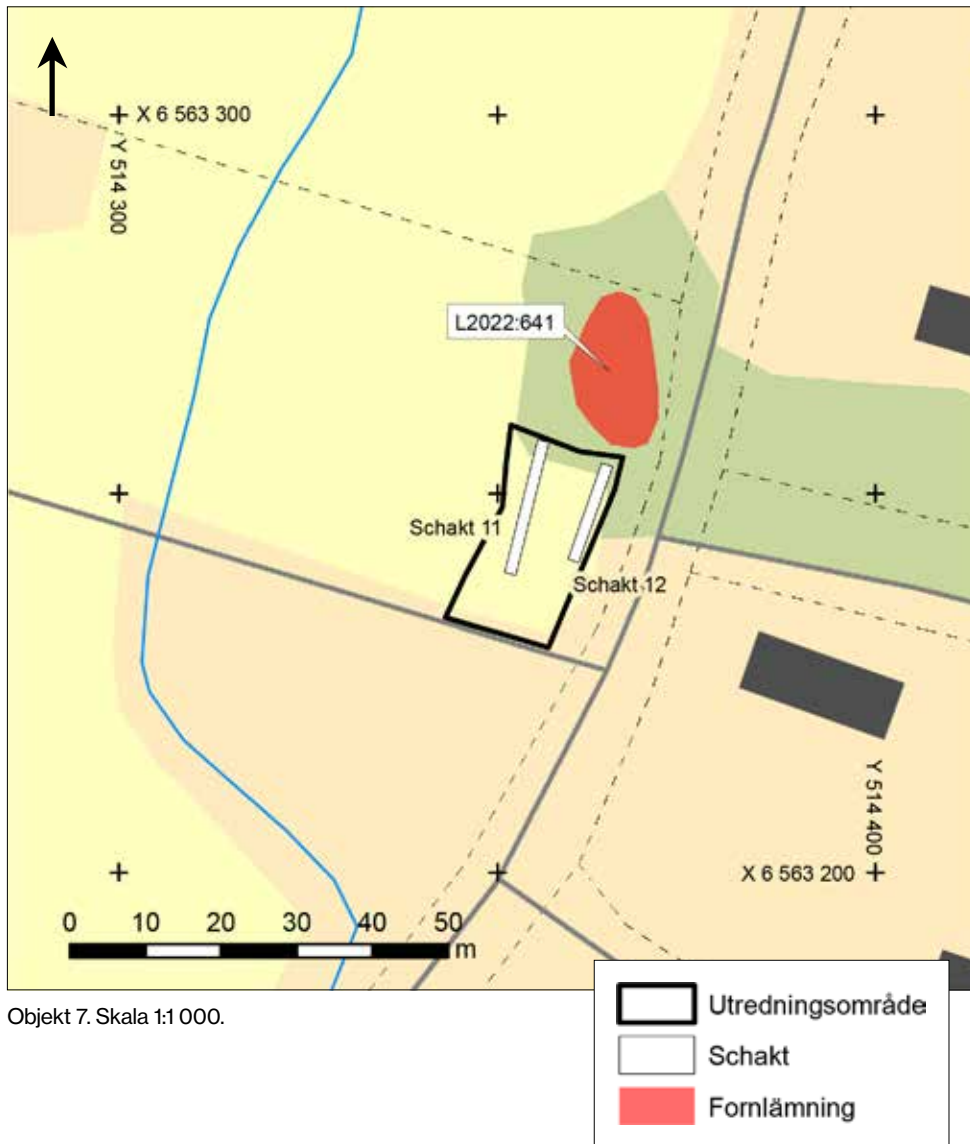 X 6 563 300
Y 514 300
L2022:641
Schakt 11
Schakt 12
Y 514 400
X 6 563 200
0 10 20 30 40 50
m
Objekt 7. Skala 1:1 000.
Utredningsområde
Schakt
Fornlämning